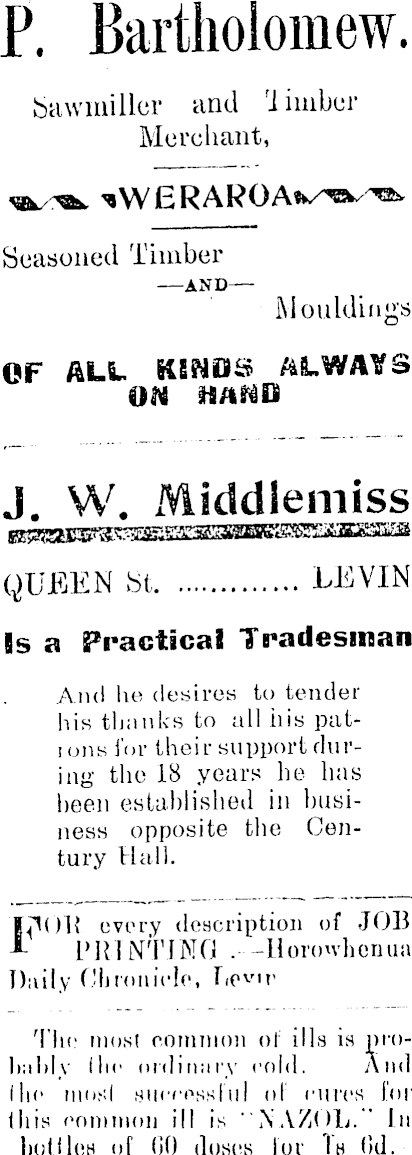 P. Bartholomew.
Sawmiller and Timber
Merchant,
WERAROA
Seasoned Timber
—AND—
Mouldings
OF ALL KINDS ALWAYS
ON HAND
J. W. Middlemiss
QUEEN St. ............. LEVIN
Is a Practical Tradesman
And he desires to tender
his thanks to all his pat-
rons for their support dur-
ing the 18 years he has
been established in busi-
ness opposite the Cen-
tury Hall.
FOR every description of JOB
PRINTING .—Horowhenua
Daily Chronicle, Levin
The most common of ills is pro-
bably the ordinary cold. And
the most successful of cures for
this common ill is "NAZOL." In
bottles of 60 doses for 1s 6d.